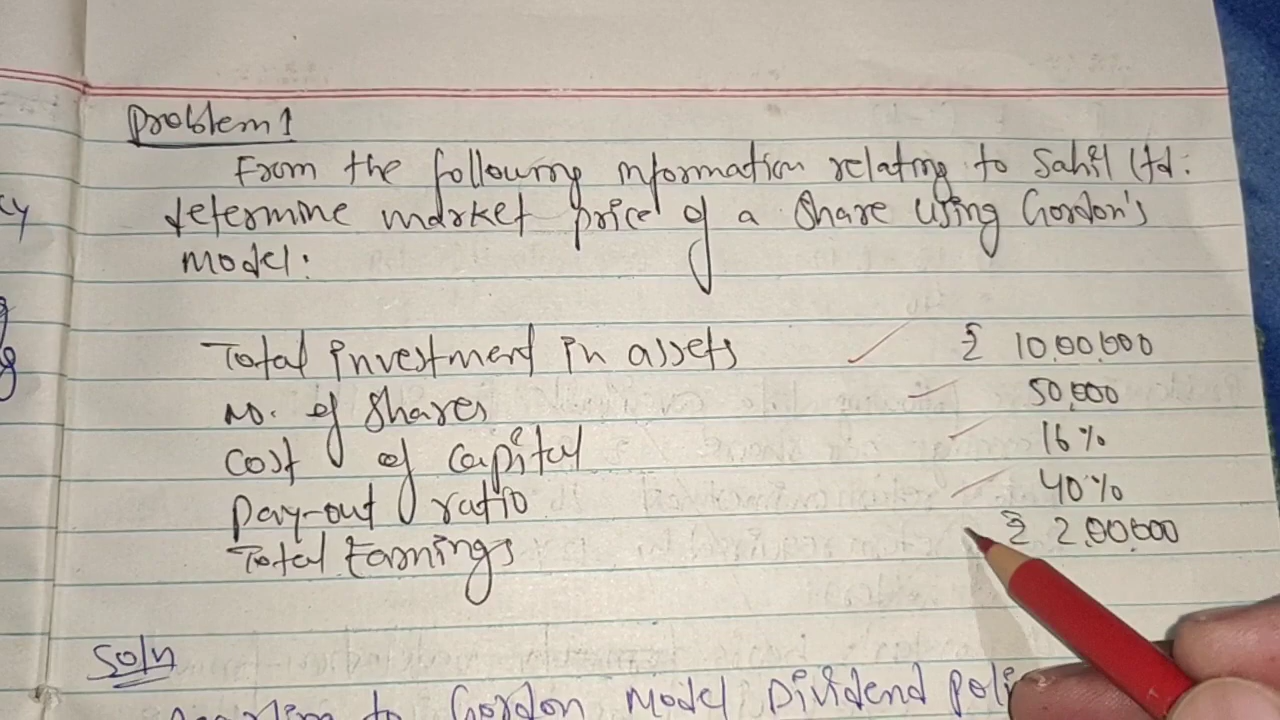 Problem 1
From the following information relating to Sahil Ltd.
determine market price of a share using Gordon's
model:
Total investment in assets ₹ 10,00,000
No. of shares 50,000
Cost of capital 16%
Pay-out ratio 40%
Total Earnings ₹ 2,00,000
Soln
to Gordon Model Dividend